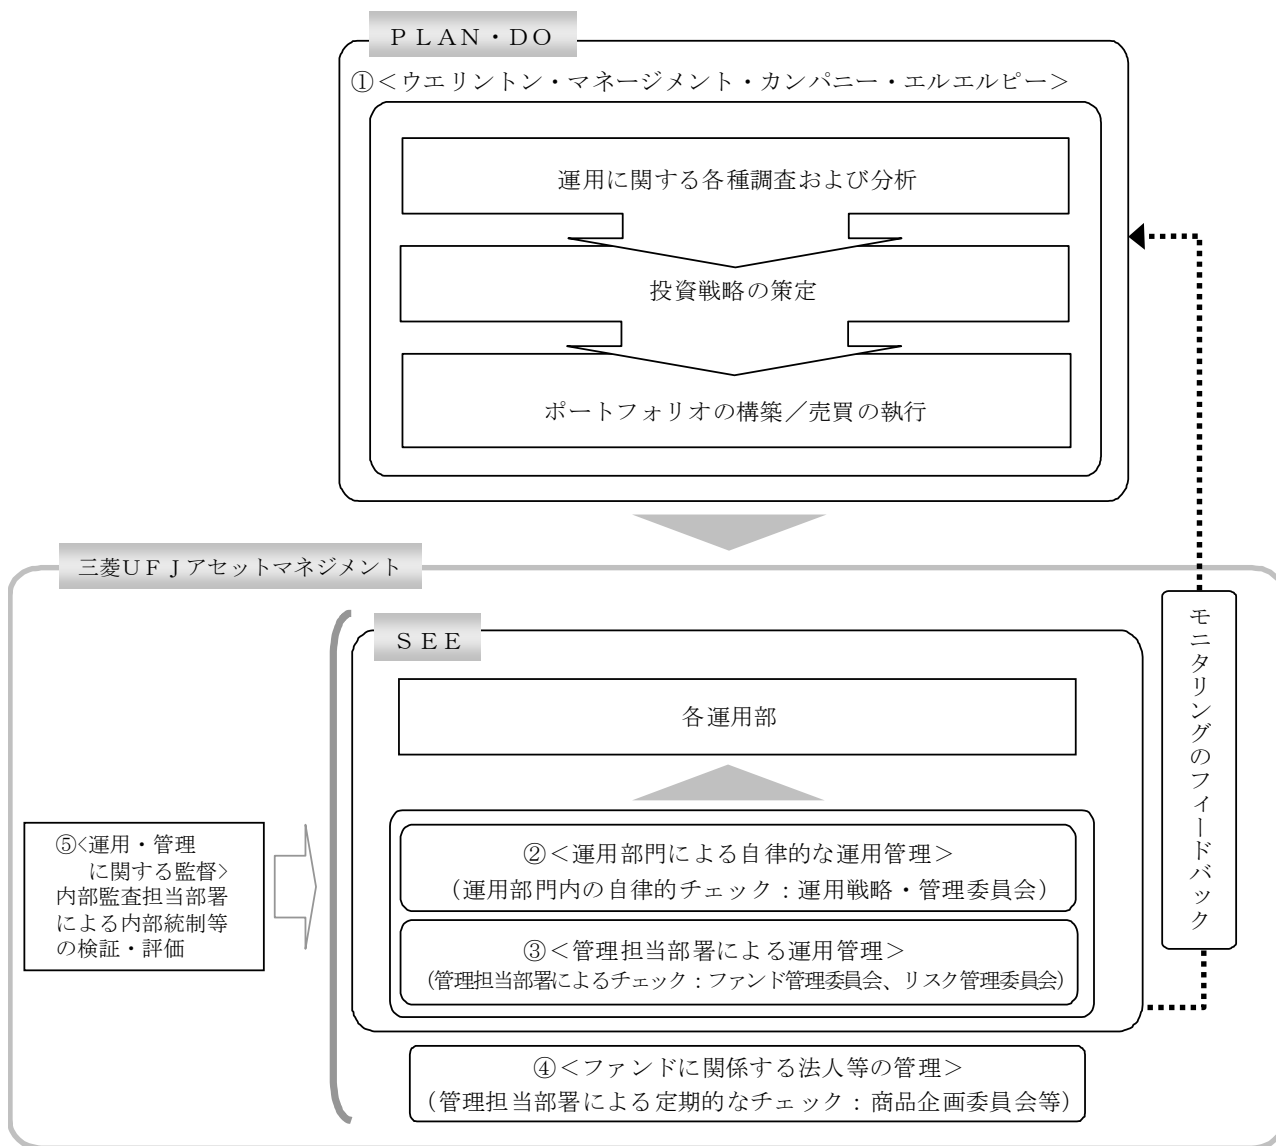 ＰＬＡＮ・ＤＯ
①＜ウエリントン・マネージメント・カンパニー・エルエルピー＞
運用に関する各種調査および分析
投資戦略の策定
ポートフォリオの構築／売買の執行
三菱ＵＦＪアセットマネジメント
ＳＥＥ
各運用部
②＜運用部門による自律的な運用管理＞
（運用部門内の自律的チェック：運用戦略・管理委員会）
③＜管理担当部署による運用管理＞
（管理担当部署によるチェック：ファンド管理委員会、リスク管理委員会）
④＜ファンドに関係する法人等の管理＞
（管理担当部署による定期的なチェック：商品企画委員会等）
⑤<運用・管理
に関する監督>
内部監査担当部署
による内部統制等
の検証・評価
モニタリングのフィードバック